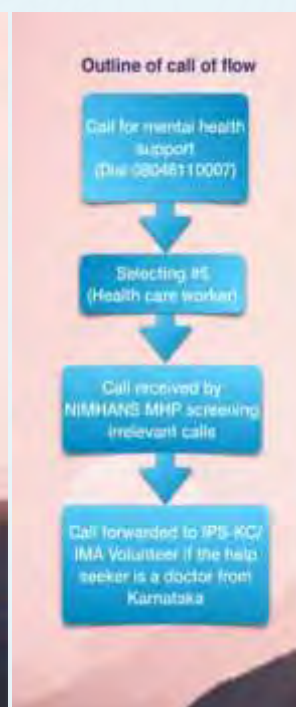 Outline of call of flow
Call for mental health
support
(Dial 08046110007)
Selecting #5
(Health care worker)
Call received by
NIMHANS MHP screening
irrelevant calls
Call forwarded to IPS-KC/
IMA Volunteer if the help
seeker is a doctor from
Karnataka